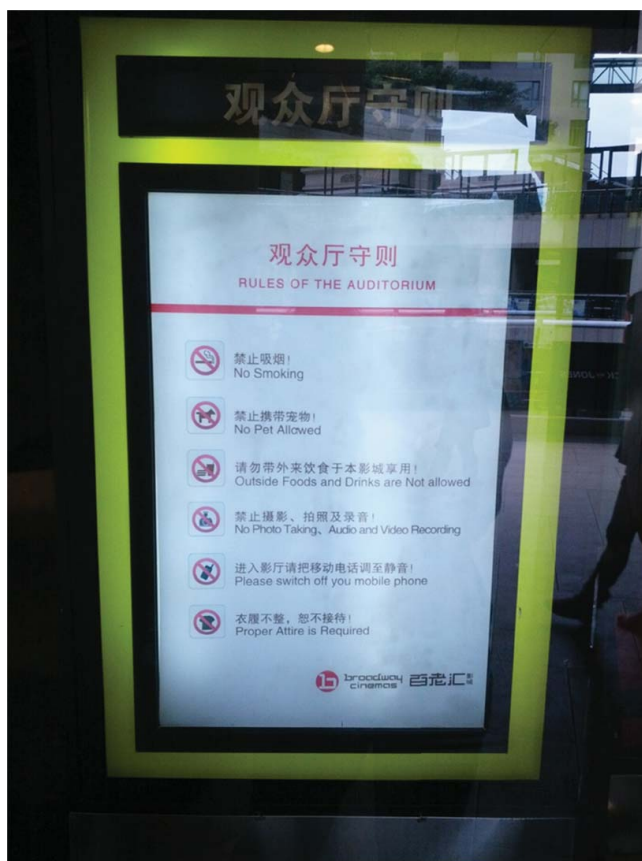 观众厅守则
观众厅守则
RULES OF THE AUDITORIUM
禁止吸烟！
No Smoking
禁止携带宠物！
No Pet Allowed
请勿带外来饮食于本影城享用！
Outside Foods and Drinks are Not allowed
禁止摄影、拍照及录音！
No Photo Taking、Audio and Video Recording
进入影厅请把移动电话调至静音！
Please switch off you mobile phone
衣履不整，恕不接待！
Proper Attire is Required
broadway
cinemas
百老汇影城